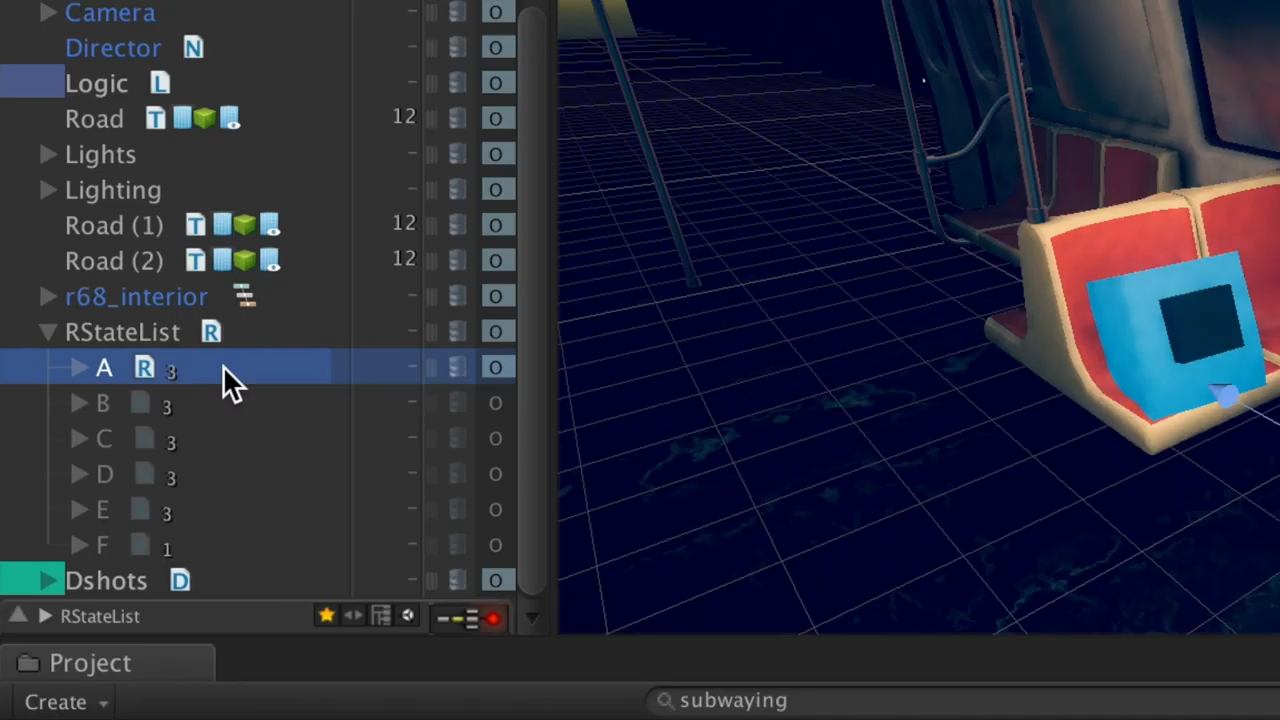 Camera - O
Director N - O
Logic L - O
Road T 12 O
Lights - O
Lighting - O
Road (1) T 12 O
Road (2) T 12 O
r68_interior - O
RStateList R - O
A R 3 - O
B 3 - O
C 3 - O
D 3 - O
E 3 - O
F 1 - O
Dshots D - O
RStateList
Project
Create
subwaying